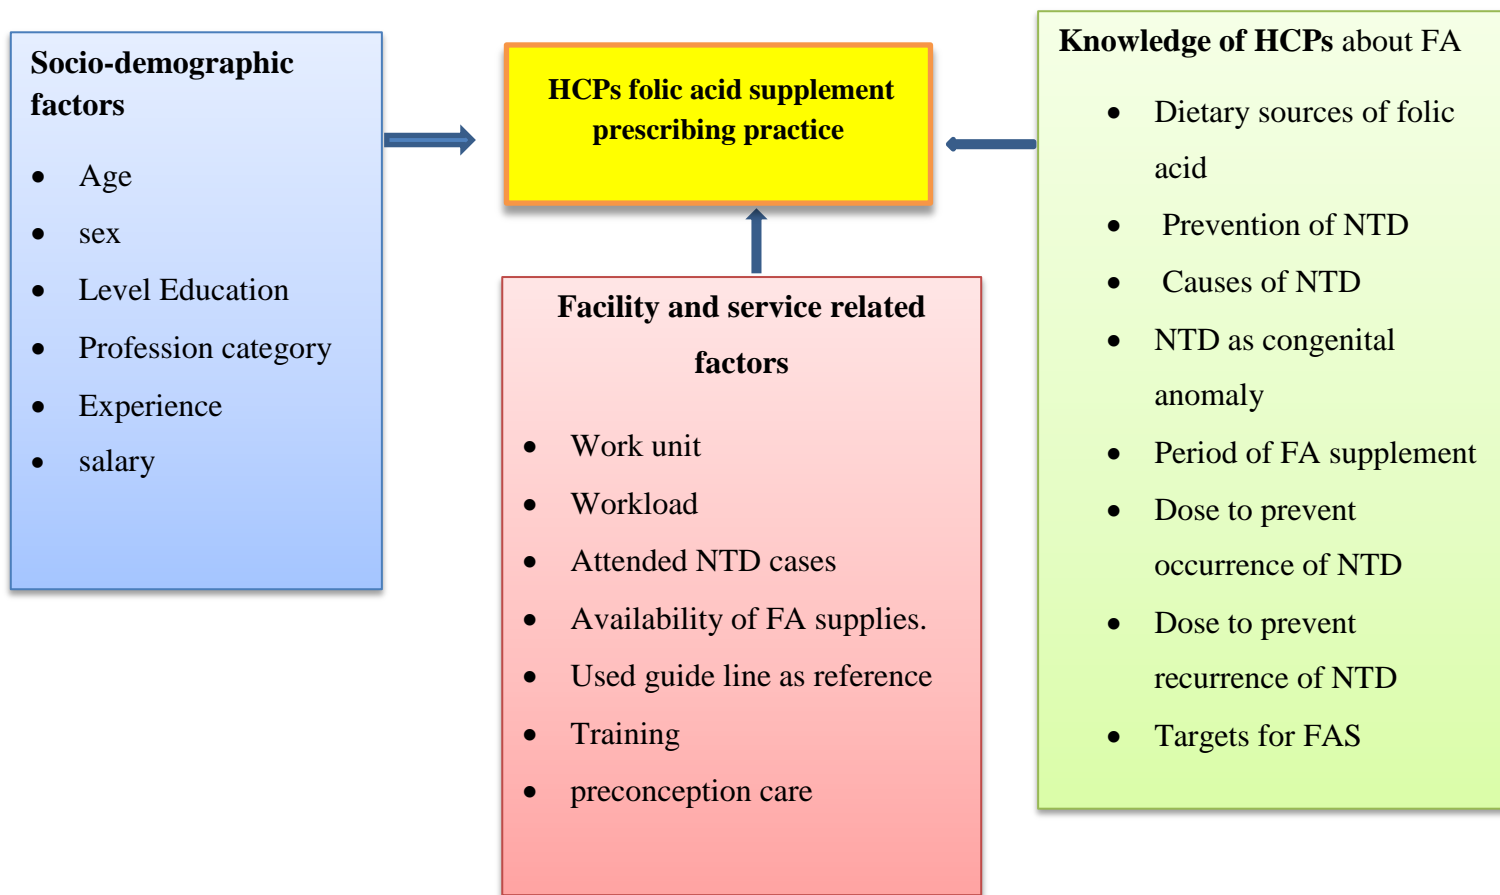 Socio-demographic
factors
• Age
• sex
• Level Education
• Profession category
• Experience
• salary
HCPs folic acid supplement
prescribing practice
Facility and service related
factors
• Work unit
• Workload
• Attended NTD cases
• Availability of FA supplies.
• Used guide line as reference
• Training
• preconception care
Knowledge of HCPs about FA
• Dietary sources of folic
acid
• Prevention of NTD
• Causes of NTD
• NTD as congenital
anomaly
• Period of FA supplement
• Dose to prevent
occurrence of NTD
• Dose to prevent
recurrence of NTD
• Targets for FAS